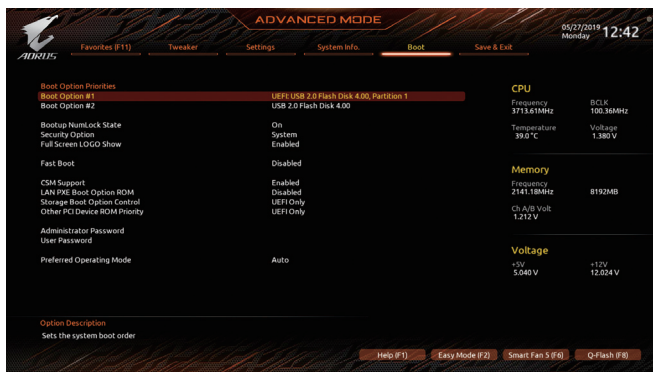 ADVANCED MODE
05/27/2019 12:42
Monday
AORUS
Favorites (F11) Tweaker Settings System Info. Boot Save & Exit
Boot Option Priorities
Boot Option #1 UEFI: USB 2.0 Flash Disk 4.00, Partition 1
Boot Option #2 USB 2.0 Flash Disk 4.00
Bootup NumLock State On
Security Option System
Full Screen LOGO Show Enabled
Fast Boot Disabled
CSM Support Enabled
LAN PXE Boot Option ROM Disabled
Storage Boot Option Control UEFI Only
Other PCI Device ROM Priority UEFI Only
Administrator Password
User Password
Preferred Operating Mode Auto
CPU
Frequency BCLK
3713.61MHz 100.36MHz
Temperature Voltage
39.0 °C 1.380 V
Memory
Frequency
2141.18MHz 8192MB
Ch A/B Volt
1.212 V
Voltage
+5V +12V
5.040 V 12.024 V
Option Description
Sets the system boot order
Help (F1) Easy Mode (F2) Smart Fan 5 (F6) Q-Flash (F8)